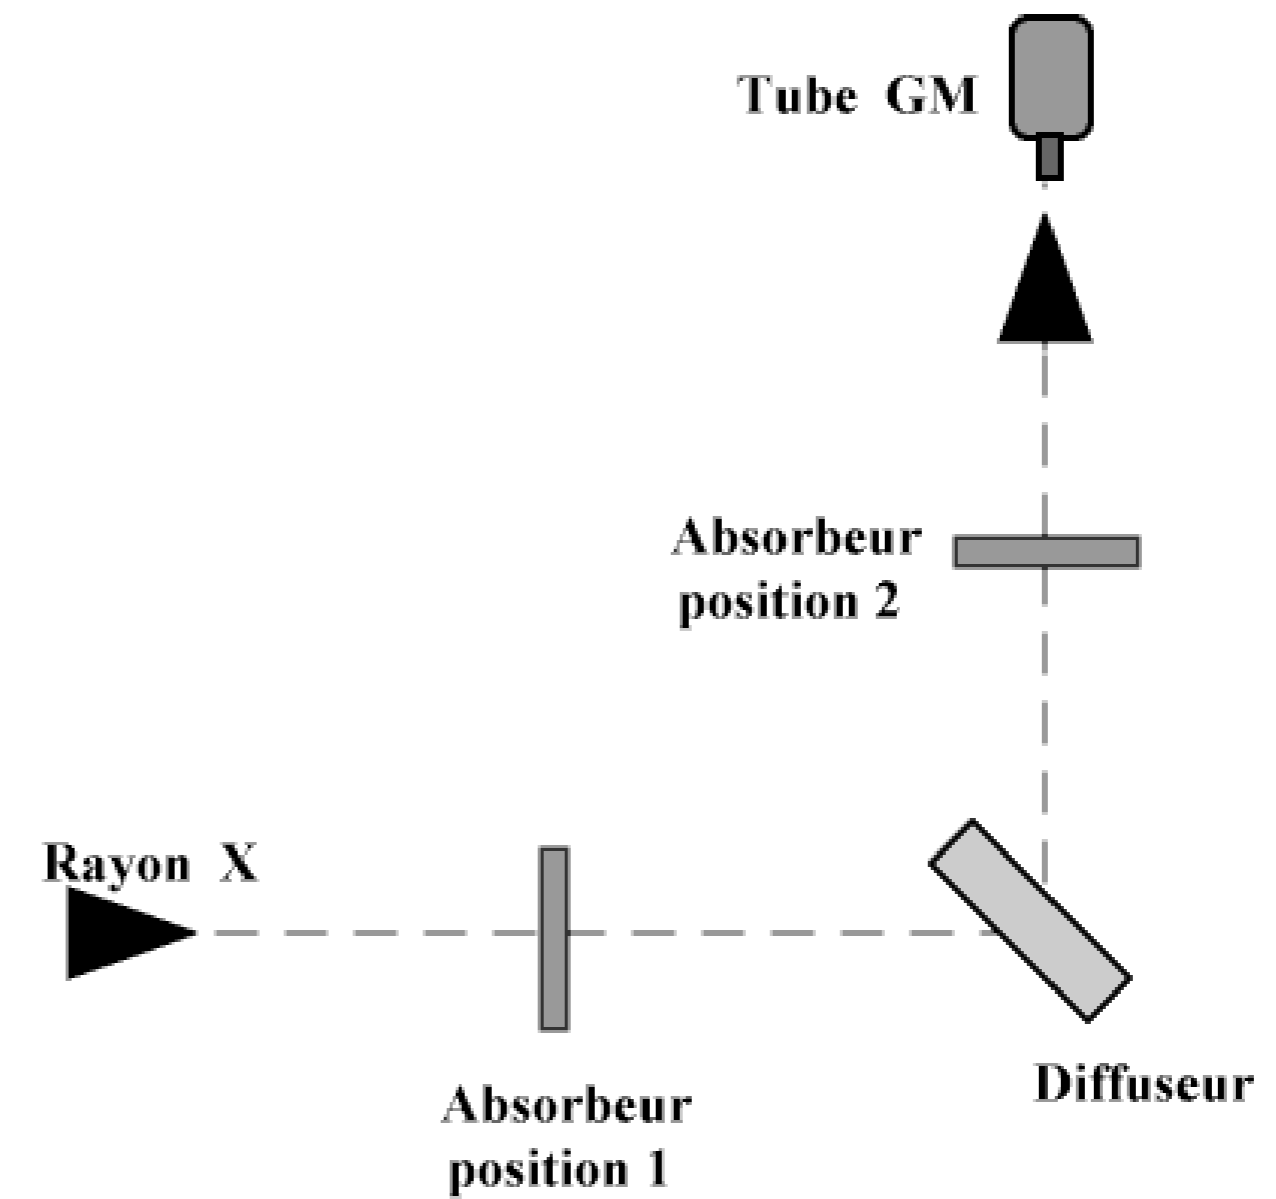 Tube GM
Absorbeur
position 2
Rayon X
Absorbeur
position 1
Diffuseur